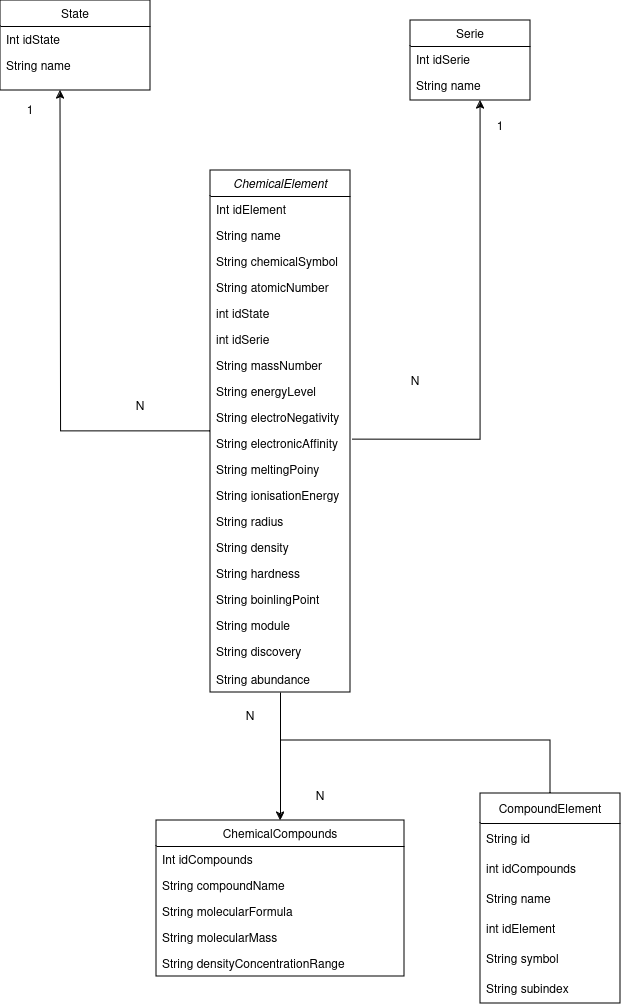 State
Int idState
String name
1
Serie
Int idSerie
String name
1
ChemicalElement
Int idElement
String name
String chemicalSymbol
String atomicNumber
int idState
int idSerie
String massNumber
String energyLevel
String electroNegativity
String electronicAffinity
String meltingPoiny
String ionisationEnergy
String radius
String density
String hardness
String boinlingPoint
String module
String discovery
String abundance
N
N
N
N
ChemicalCompounds
Int idCompounds
String compoundName
String molecularFormula
String molecularMass
String densityConcentrationRange
CompoundElement
String id
int idCompounds
String name
int idElement
String symbol
String subindex